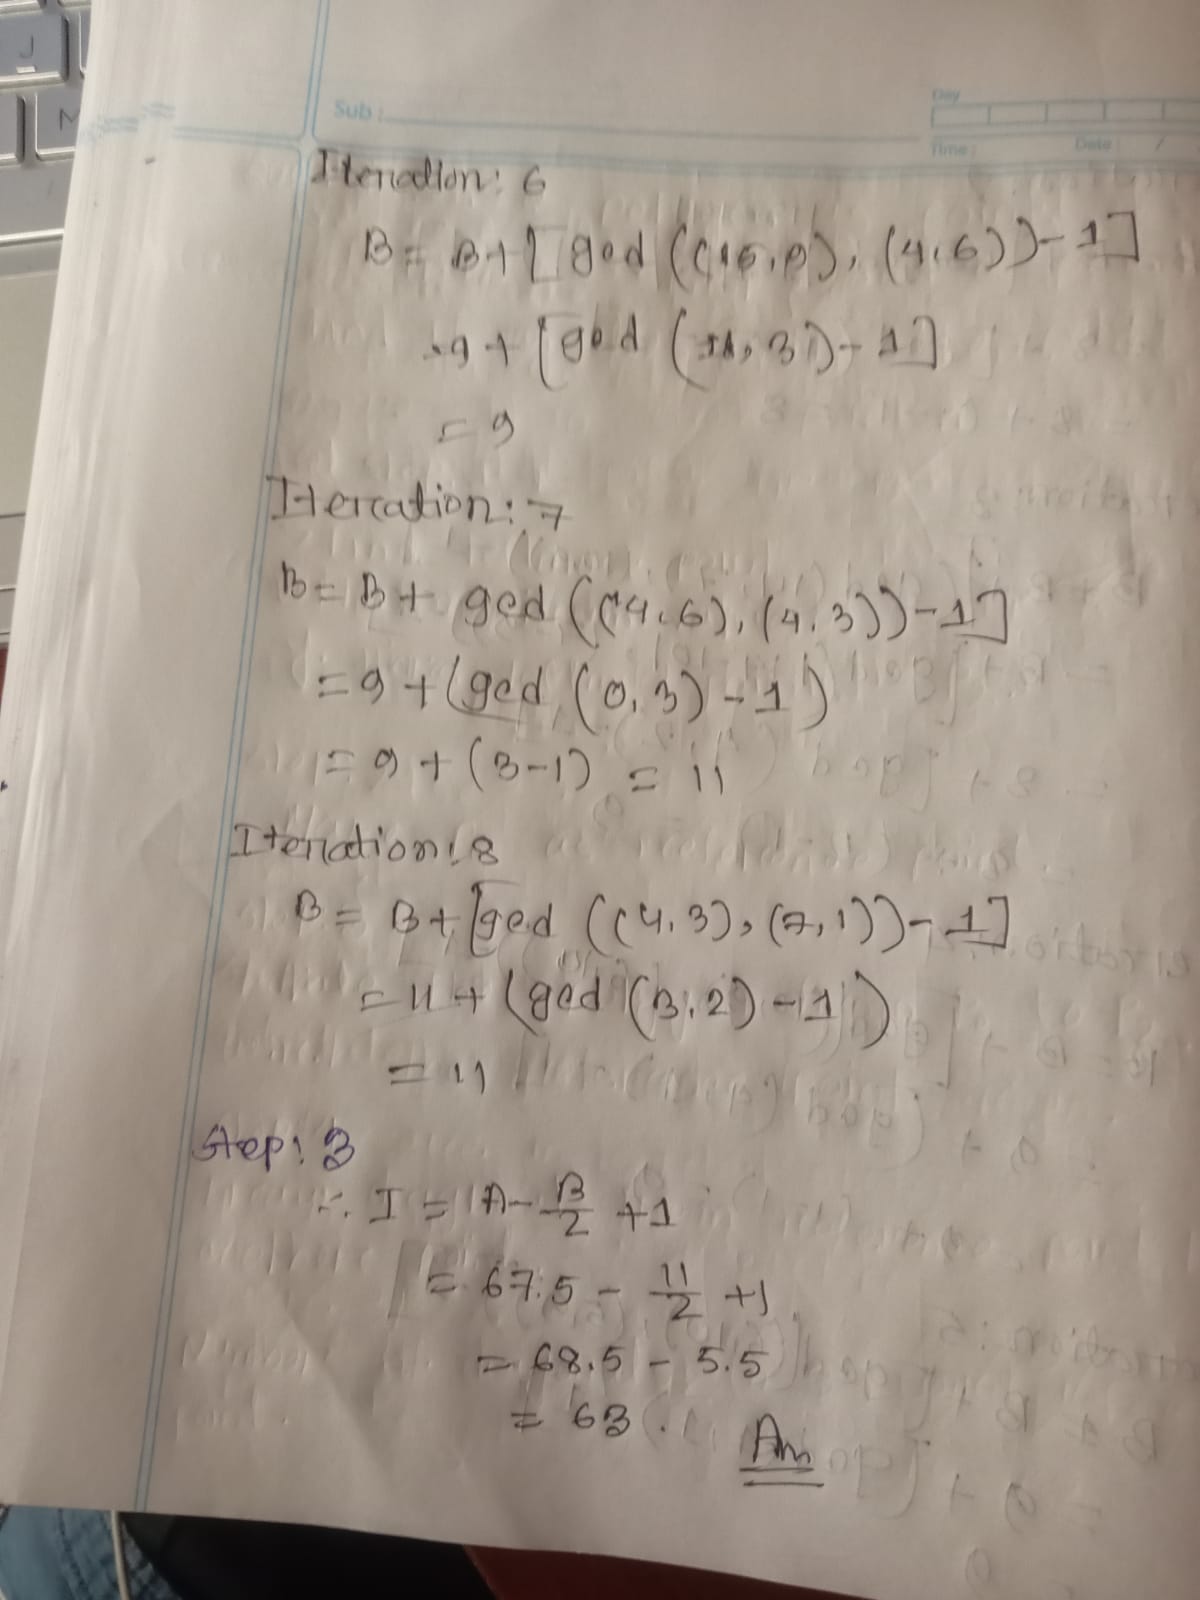 J
M
Sub:
Day
Time:
Date: /
Iteration: 6
B = B+[gcd ((15,9), (4,6))-1]
= 9 + [gcd (11, 3)-1]
= 9
Iteration: 7
B = B+ gcd ((4,6), (4,3))-1]
= 9 + (gcd (0,3) - 1)
= 9 + (3-1) = 11
Iteration: 8
B = B+[gcd ((4,3), (7,1))-1]
= 11 + (gcd (3,2) - 1)
= 11
Step: 3
∴ I = A - B/2 + 1
= 67.5 - 11/2 + 1
= 68.5 - 5.5
= 63.
Ans